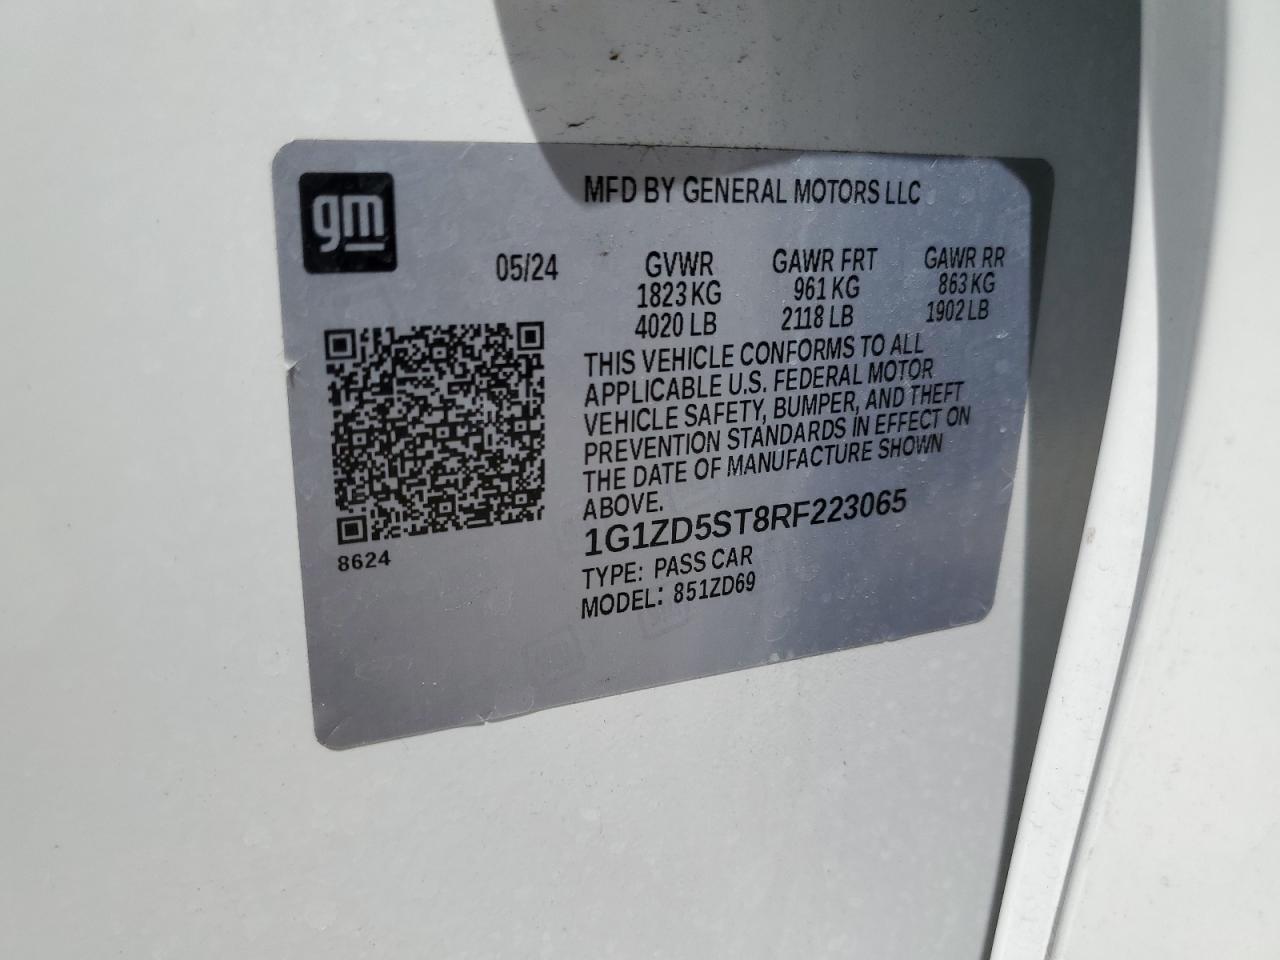 gm
MFD BY GENERAL MOTORS LLC
05/24
GVWR GAWR FRT GAWR RR
1823 KG 961 KG 863 KG
4020 LB 2118 LB 1902 LB
THIS VEHICLE CONFORMS TO ALL
APPLICABLE U.S. FEDERAL MOTOR
VEHICLE SAFETY, BUMPER, AND THEFT
PREVENTION STANDARDS IN EFFECT ON
THE DATE OF MANUFACTURE SHOWN
ABOVE.
1G1ZD5ST8RF223065
TYPE: PASS CAR
MODEL: 851ZD69
8624